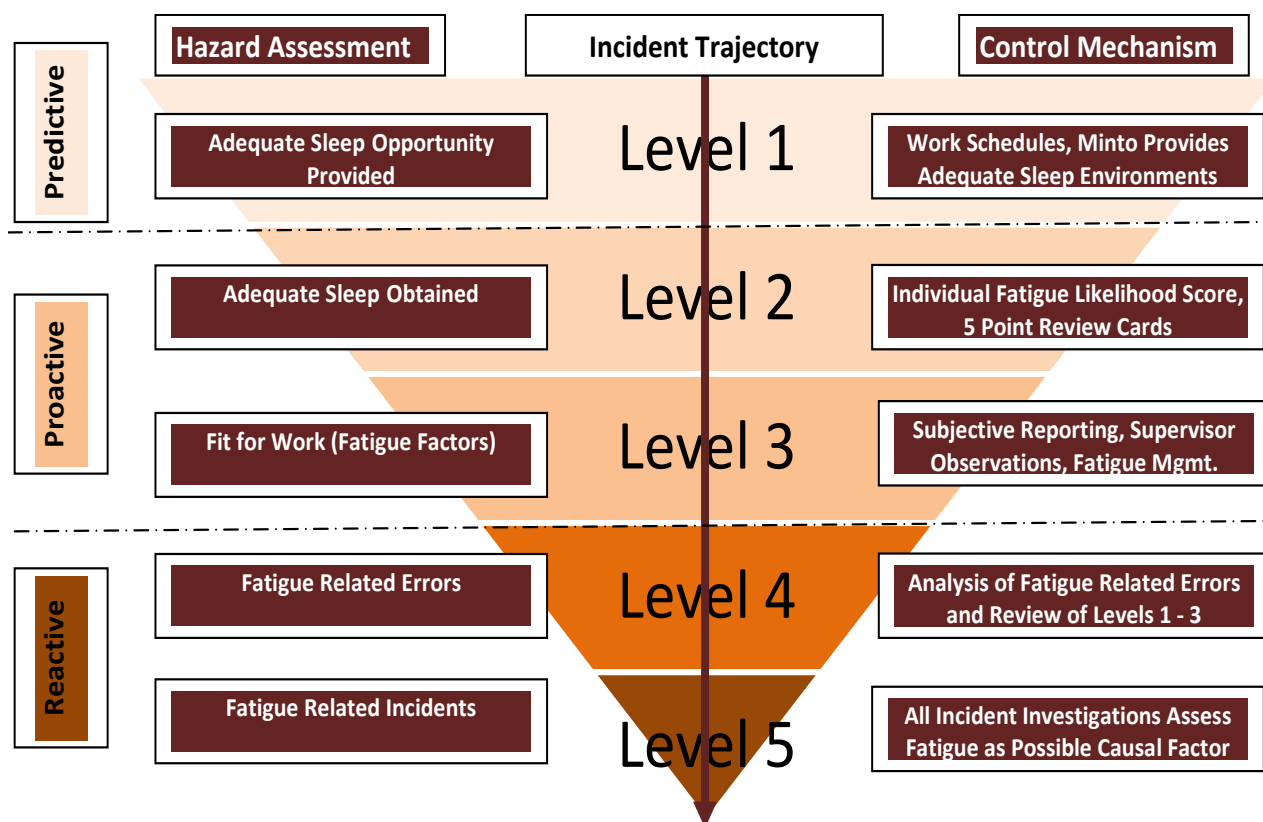 Hazard Assessment
Incident Trajectory
Control Mechanism
Predictive
Adequate Sleep Opportunity
Provided
Level 1
Work Schedules, Minto Provides
Adequate Sleep Environments
Proactive
Adequate Sleep Obtained
Level 2
Individual Fatigue Likelihood Score,
5 Point Review Cards
Fit for Work (Fatigue Factors)
Level 3
Subjective Reporting, Supervisor
Observations, Fatigue Mgmt.
Reactive
Fatigue Related Errors
Level 4
Analysis of Fatigue Related Errors
and Review of Levels 1 - 3
Fatigue Related Incidents
Level 5
All Incident Investigations Assess
Fatigue as Possible Causal Factor